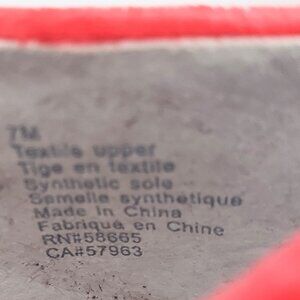 7M
Textile upper
Tige en textile
Synthetic sole
Semelle synthétique
Made in China
Fabriqué en Chine
RN#58665
CA#57963